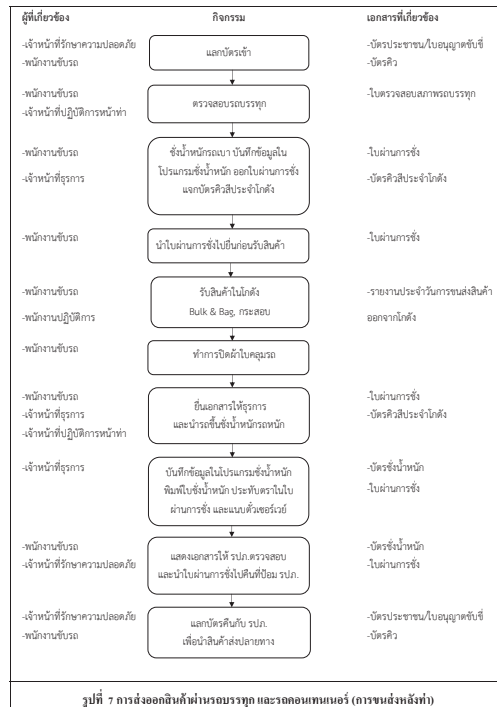 ผู้ที่เกี่ยวข้อง กิจกรรม เอกสารที่เกี่ยวข้อง
-เจ้าหน้าที่รักษาความปลอดภัย
-พนักงานขับรถ
แลกบัตรเข้า
-บัตรประชาชน/ใบอนุญาตขับขี่
-บัตรคิว
-พนักงานขับรถ
-เจ้าหน้าที่ปฏิบัติการหน้าท่า
ตรวจสอบรถบรรทุก
-ใบตรวจสอบสภาพรถบรรทุก
-พนักงานขับรถ
-เจ้าหน้าที่ธุรการ
ชั่งน้ำหนักรถเบา บันทึกข้อมูลใน
โปรแกรมชั่งน้ำหนัก ออกใบผ่านการชั่ง
แจกบัตรคิวสีประจำโกดัง
-ใบผ่านการชั่ง
-บัตรคิวสีประจำโกดัง
-พนักงานขับรถ
นำใบผ่านการชั่งไปยื่นก่อนรับสินค้า
-ใบผ่านการชั่ง
-พนักงานขับรถ
-พนักงานปฏิบัติการ
รับสินค้าในโกดัง
Bulk & Bag, กระสอบ
-รายงานประจำวันการขนส่งสินค้า
ออกจากโกดัง
-พนักงานขับรถ
ทำการปิดผ้าใบคลุมรถ
-พนักงานขับรถ
-เจ้าหน้าที่ธุรการ
-เจ้าหน้าที่ปฏิบัติการหน้าท่า
ยื่นเอกสารให้ธุรการ
และนำรถขึ้นชั่งน้ำหนักรถหนัก
-ใบผ่านการชั่ง
-บัตรคิวสีประจำโกดัง
-เจ้าหน้าที่ธุรการ
บันทึกข้อมูลในโปรแกรมชั่งน้ำหนัก
พิมพ์ใบชั่งน้ำหนัก ประทับตราในใบ
ผ่านการชั่ง และแนบตั๋วเซอร์เวย์
-บัตรชั่งน้ำหนัก
-ใบผ่านการชั่ง
-พนักงานขับรถ
-เจ้าหน้าที่รักษาความปลอดภัย
แสดงเอกสารให้ รปภ.ตรวจสอบ
และนำใบผ่านการชั่งไปคืนที่ป้อม รปภ.
-บัตรชั่งน้ำหนัก
-ใบผ่านการชั่ง
-เจ้าหน้าที่รักษาความปลอดภัย
-พนักงานขับรถ
แลกบัตรคืนกับ รปภ.
เพื่อนำสินค้าส่งปลายทาง
-บัตรประชาชน/ใบอนุญาตขับขี่
-บัตรคิว
รูปที่ 7 การส่งออกสินค้าผ่านรถบรรทุก และรถคอนเทนเนอร์ (การขนส่งหลังท่า)